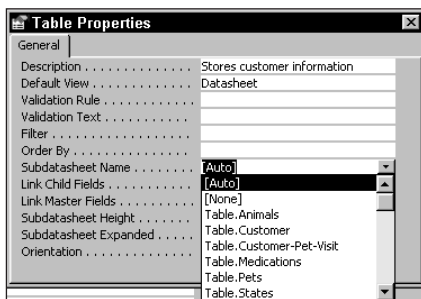 Table Properties
General
Description . . . . . . . . . . . . . . Stores customer information
Default View . . . . . . . . . . . . . Datasheet
Validation Rule . . . . . . . . . . .
Validation Text . . . . . . . . . . .
Filter . . . . . . . . . . . . . . . . . .
Order By . . . . . . . . . . . . . . .
Subdatasheet Name . . . . . . . . [Auto]
Link Child Fields . . . . . . . . . . . [Auto]
Link Master Fields . . . . . . . . . [None]
Subdatasheet Height . . . . . . . Table.Animals
Subdatasheet Expanded . . . . . Table.Customer
Orientation . . . . . . . . . . . . . . Table.Customer-Pet-Visit
Table.Medications
Table.Pets
Table.States